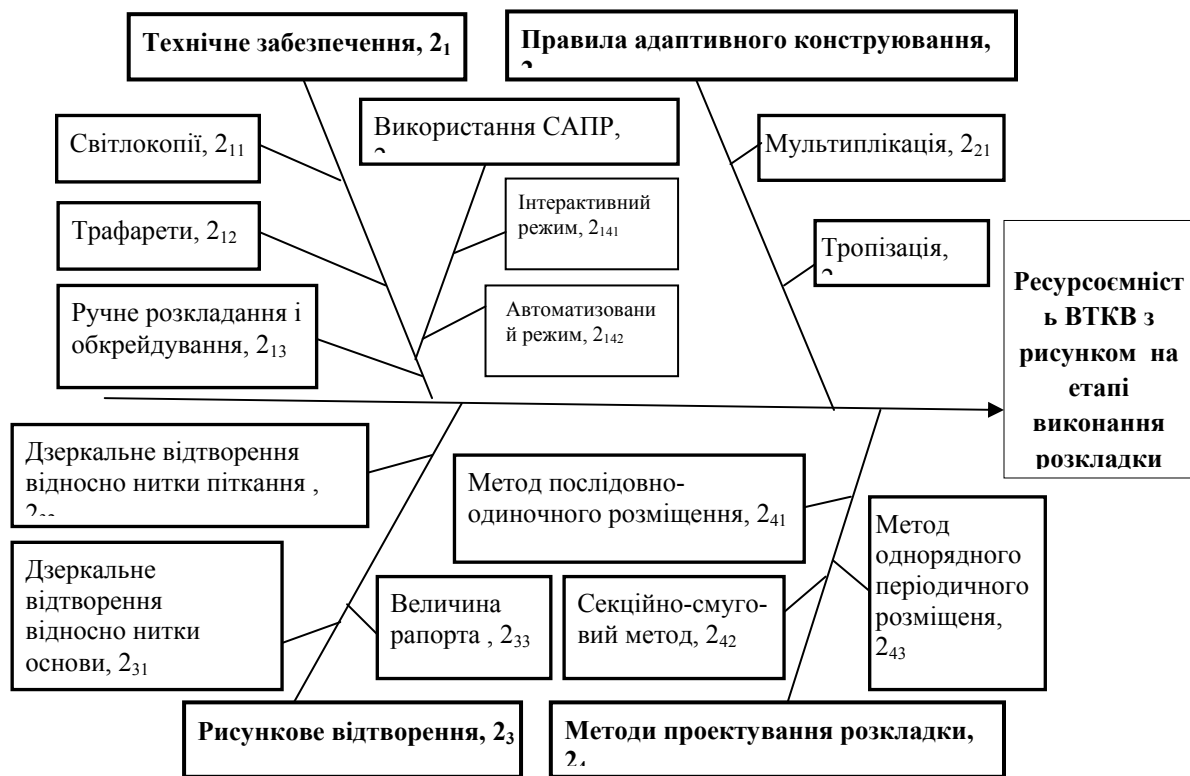 Технічне забезпечення, 2₁
Правила адаптивного конструювання,
Світлокопії, 2₁₁
Використання САПР,
Мультиплікація, 2₂₁
Інтерактивний
режим, 2₁₄₁
Трафарети, 2₁₂
Тропізація,
Ручне розкладання і
обкрейдування, 2₁₃
Автоматизовани
й режим, 2₁₄₂
Ресурсоємніст
ь ВТКВ з
рисунком на
етапі
виконання
розкладки
Дзеркальне відтворення
відносно нитки піткання ,
Метод послідовно-
одиночного розміщення, 2₄₁
Метод
однорядного
періодичного
розміщеня,
2₄₃
Дзеркальне
відтворення
відносно нитки
основи, 2₃₁
Величина
рапорта , 2₃₃
Секційно-смуго-
вий метод, 2₄₂
Рисункове відтворення, 2₃
Методи проектування розкладки,